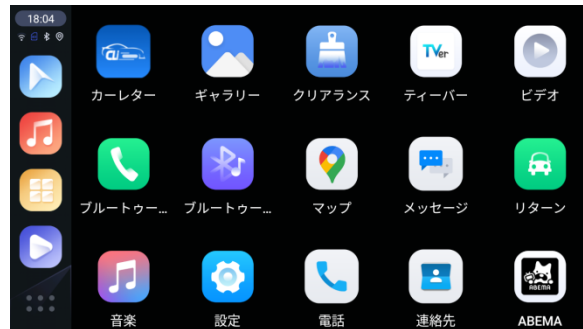 18:04
ai
TVer
カーレター
ギャラリー
クリアランス
ティーバー
ビデオ
ブルートゥー...
ブルートゥー...
マップ
メッセージ
リターン
ABEMA
音楽
設定
電話
連絡先
ABEMA